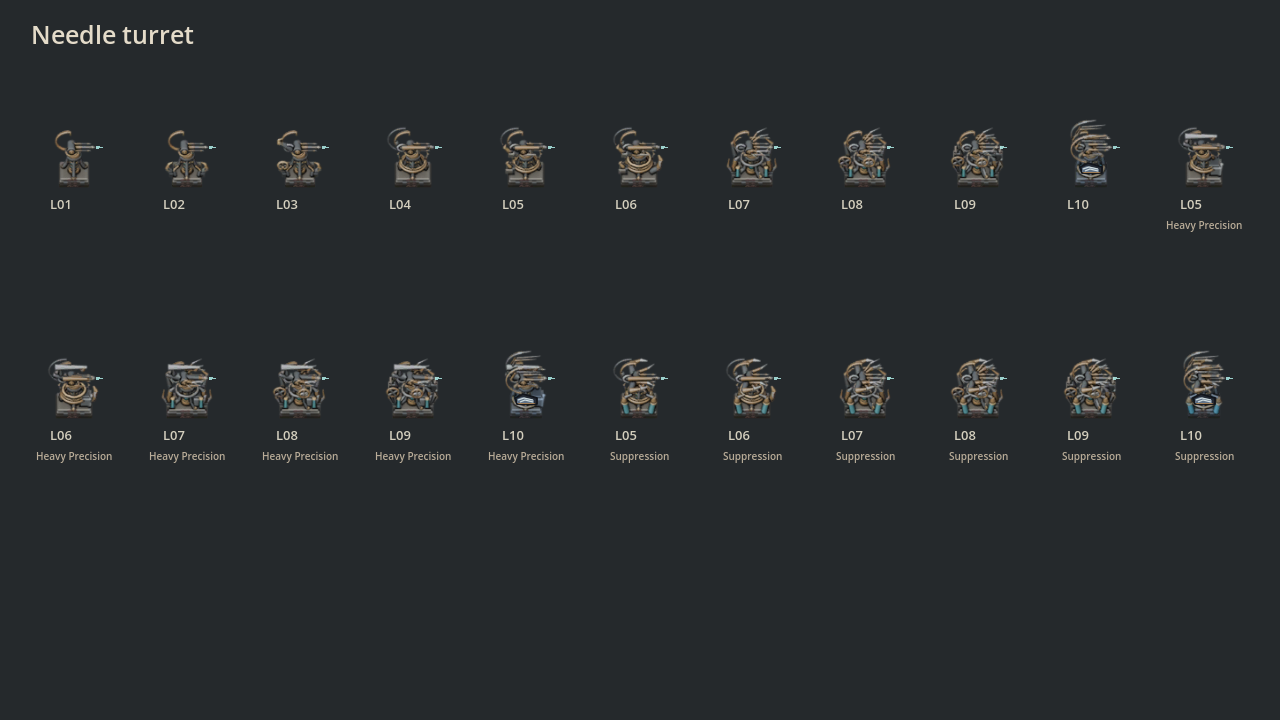 Needle turret
L01 L02 L03 L04 L05 L06 L07 L08 L09 L10 L05
Heavy Precision
L06 L07 L08 L09 L10 L05 L06 L07 L08 L09 L10
Heavy Precision Heavy Precision Heavy Precision Heavy Precision Heavy Precision Suppression Suppression Suppression Suppression Suppression Suppression